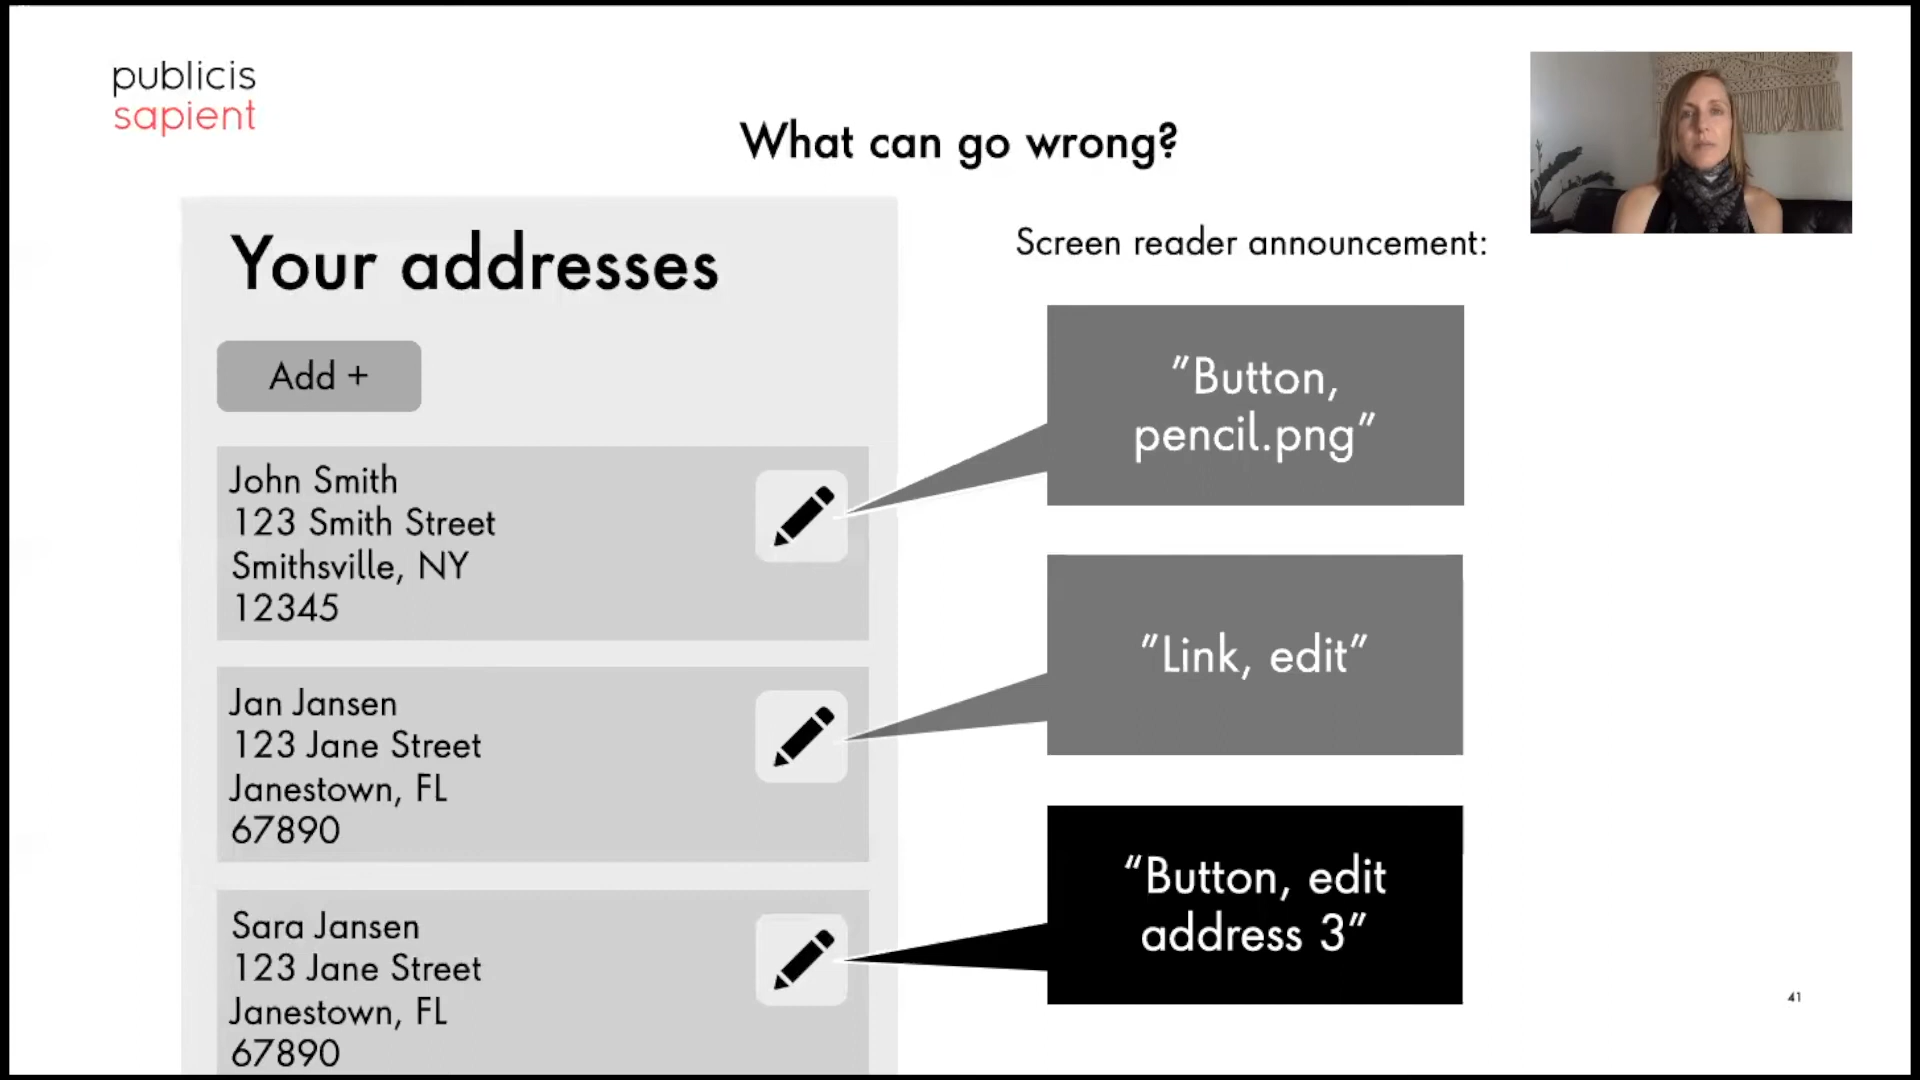 publicis
sapient
What can go wrong?
Your addresses
Screen reader announcement:
Add +
"Button,
pencil.png"
John Smith
123 Smith Street
Smithsville, NY
12345
"Link, edit"
Jan Jansen
123 Jane Street
Janestown, FL
67890
"Button, edit
address 3"
Sara Jansen
123 Jane Street
Janestown, FL
67890
41